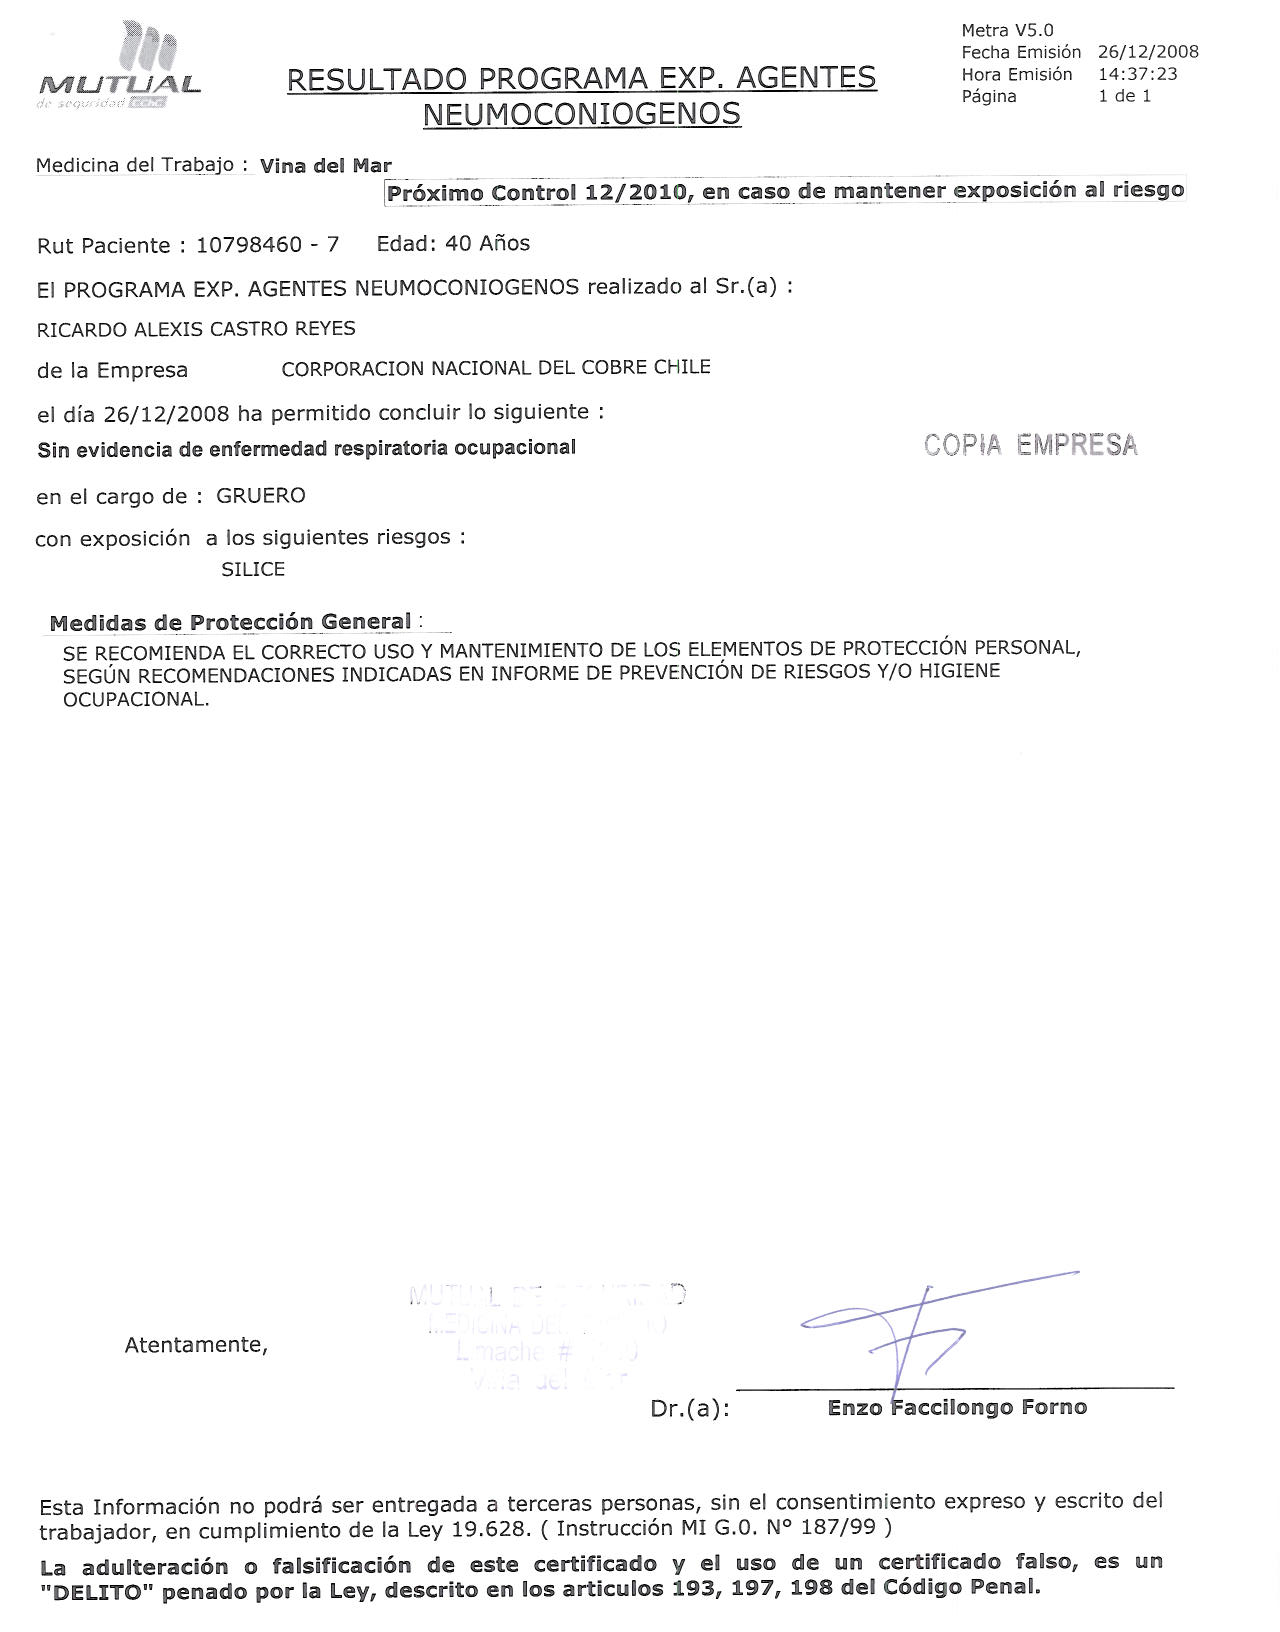 MUTUAL
de seguridad CChC
RESULTADO PROGRAMA EXP. AGENTES
NEUMOCONIOGENOS
Metra V5.0
Fecha Emisión 26/12/2008
Hora Emisión 14:37:23
Página 1 de 1
Medicina del Trabajo : Vina del Mar
Próximo Control 12/2010, en caso de mantener exposición al riesgo
Rut Paciente : 10798460 - 7 Edad: 40 Años
El PROGRAMA EXP. AGENTES NEUMOCONIOGENOS realizado al Sr.(a) :
RICARDO ALEXIS CASTRO REYES
de la Empresa CORPORACION NACIONAL DEL COBRE CHILE
el día 26/12/2008 ha permitido concluir lo siguiente :
Sin evidencia de enfermedad respiratoria ocupacional
COPIA EMPRESA
en el cargo de : GRUERO
con exposición a los siguientes riesgos :
SILICE
Medidas de Protección General :
SE RECOMIENDA EL CORRECTO USO Y MANTENIMIENTO DE LOS ELEMENTOS DE PROTECCIÓN PERSONAL,
SEGÚN RECOMENDACIONES INDICADAS EN INFORME DE PREVENCIÓN DE RIESGOS Y/O HIGIENE
OCUPACIONAL.
MUTUAL DE SEGURIDAD
MEDICINA DEL TRABAJO
Limache #
Viña del Mar
Atentamente,
Dr.(a): Enzo Faccilongo Forno
Esta Información no podrá ser entregada a terceras personas, sin el consentimiento expreso y escrito del
trabajador, en cumplimiento de la Ley 19.628. ( Instrucción MI G.0. Nº 187/99 )
La adulteración o falsificación de este certificado y el uso de un certificado falso, es un
"DELITO" penado por la Ley, descrito en los articulos 193, 197, 198 del Código Penal.